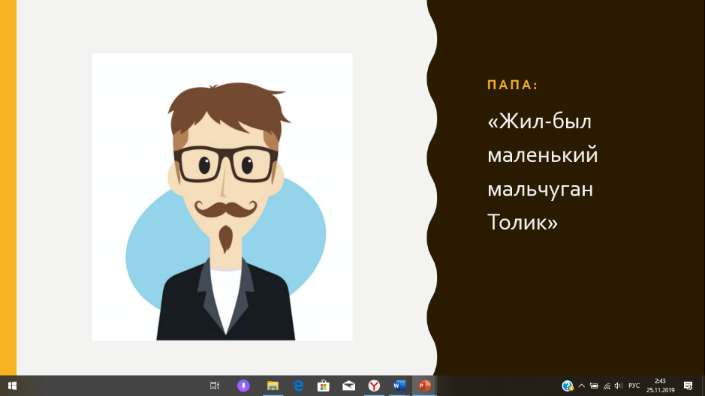 ПАПА:
«Жил-был
маленький
мальчуган
Толик»
РУС
2:43
25.11.2019